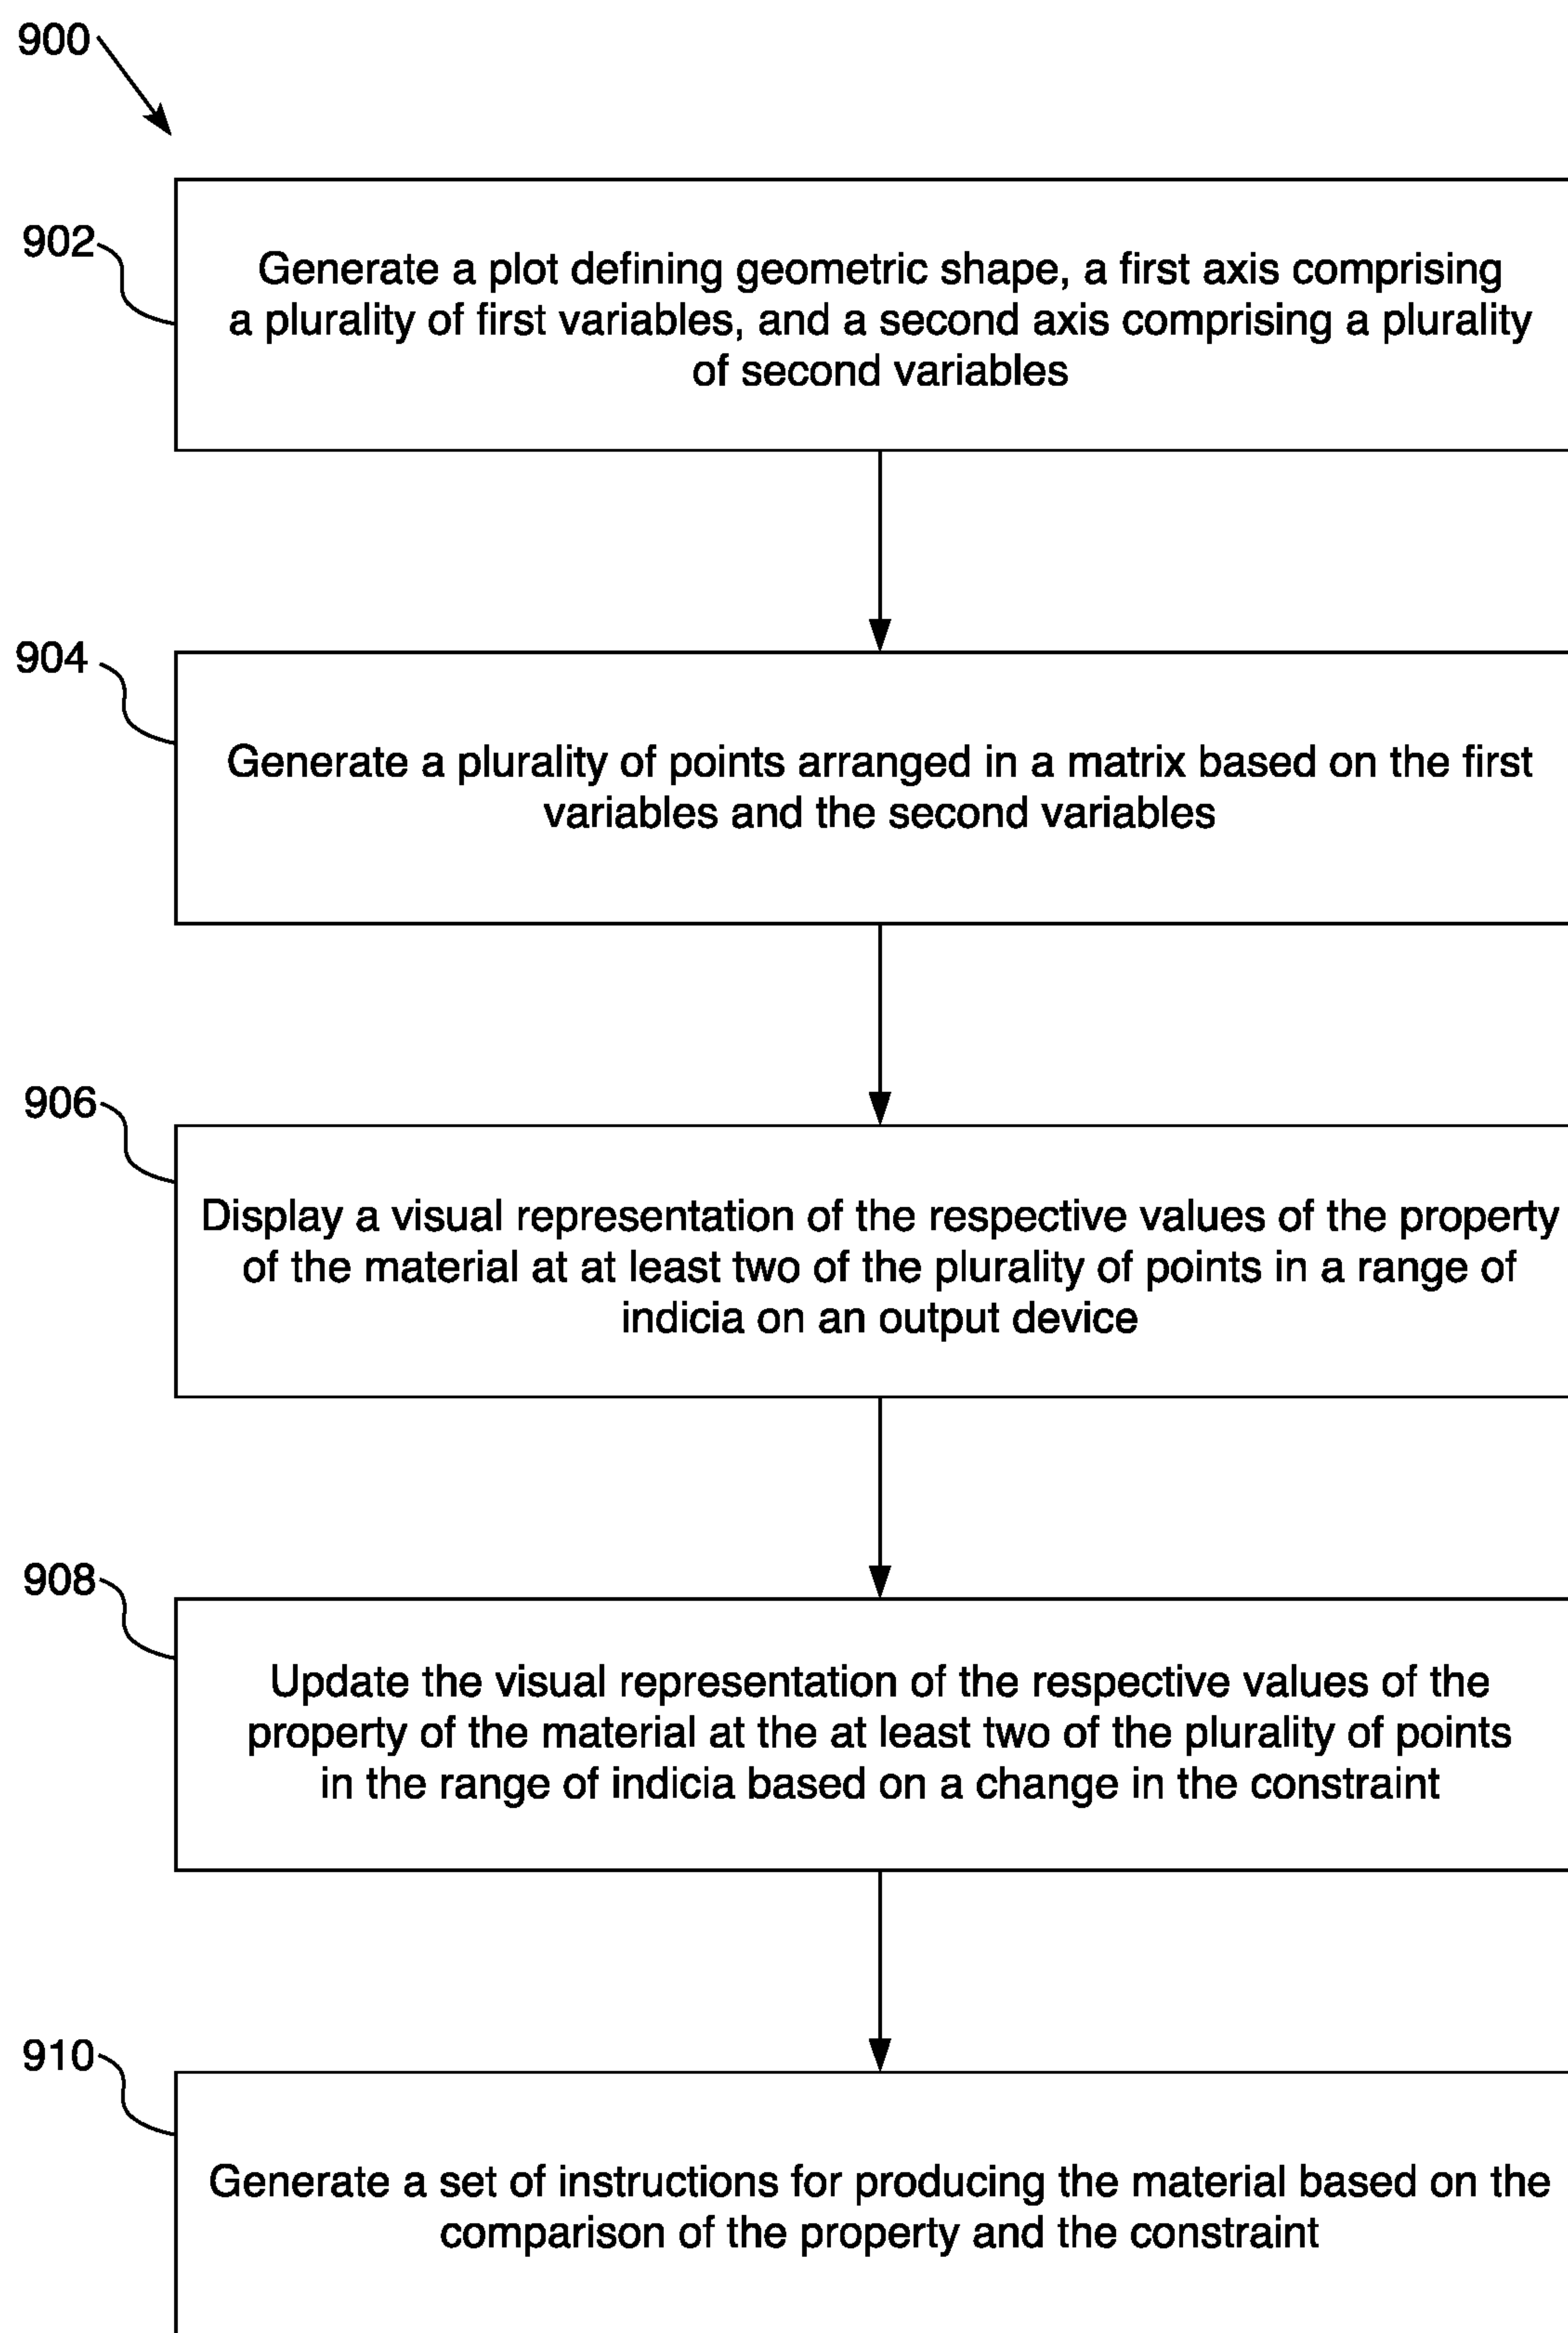 900
902
Generate a plot defining geometric shape, a first axis comprising
a plurality of first variables, and a second axis comprising a plurality
of second variables
904
Generate a plurality of points arranged in a matrix based on the first
variables and the second variables
906
Display a visual representation of the respective values of the property
of the material at at least two of the plurality of points in a range of
indicia on an output device
908
Update the visual representation of the respective values of the
property of the material at the at least two of the plurality of points
in the range of indicia based on a change in the constraint
910
Generate a set of instructions for producing the material based on the
comparison of the property and the constraint